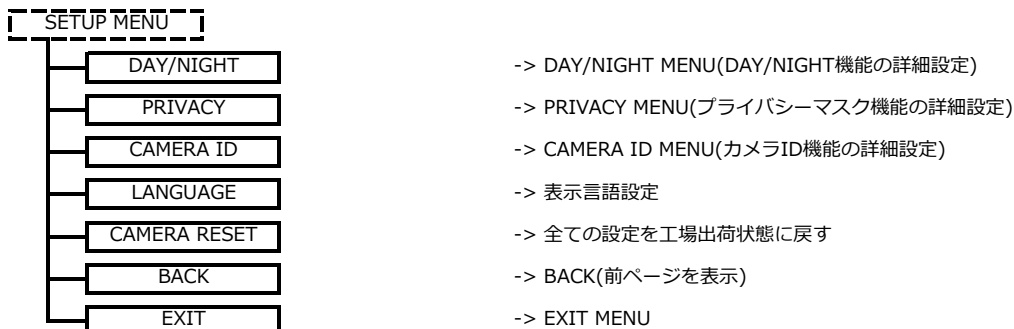 SETUP MENU
DAY/NIGHT -> DAY/NIGHT MENU(DAY/NIGHT機能の詳細設定)
PRIVACY -> PRIVACY MENU(プライバシーマスク機能の詳細設定)
CAMERA ID -> CAMERA ID MENU(カメラID機能の詳細設定)
LANGUAGE -> 表示言語設定
CAMERA RESET -> 全ての設定を工場出荷状態に戻す
BACK -> BACK(前ページを表示)
EXIT -> EXIT MENU